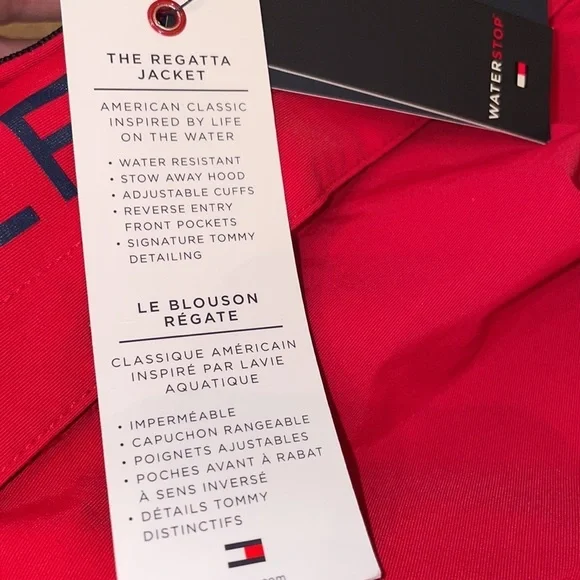 THE REGATTA
JACKET
AMERICAN CLASSIC
INSPIRED BY LIFE
ON THE WATER
• WATER RESISTANT
• STOW AWAY HOOD
• ADJUSTABLE CUFFS
• REVERSE ENTRY
FRONT POCKETS
• SIGNATURE TOMMY
DETAILING
LE BLOUSON
RÉGATE
CLASSIQUE AMÉRICAIN
INSPIRÉ PAR LAVIE
AQUATIQUE
• IMPERMÉABLE
• CAPUCHON RANGEABLE
• POIGNETS AJUSTABLES
• POCHES AVANT À RABAT
À SENS INVERSÉ
• DÉTAILS TOMMY
DISTINCTIFS
WATERSTOP